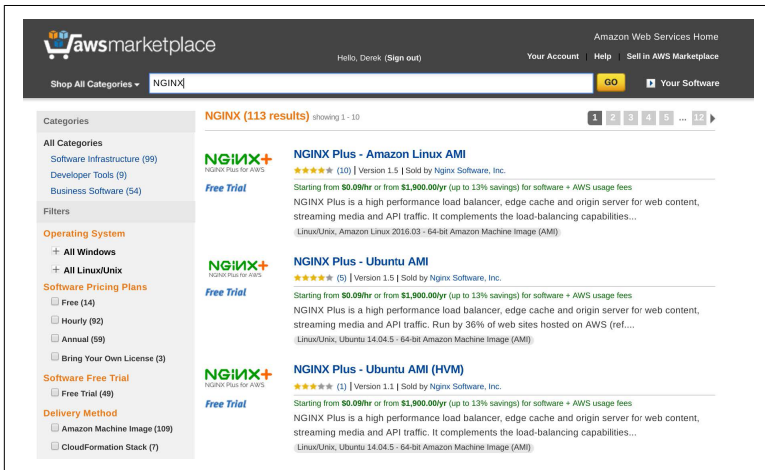 awsmarketplace
Amazon Web Services Home
Hello, Derek (Sign out)
Your Account | Help | Sell in AWS Marketplace
Shop All Categories
NGINX
GO
Your Software
Categories
All Categories
Software Infrastructure (99)
Developer Tools (9)
Business Software (54)
Filters
Operating System
+ All Windows
+ All Linux/Unix
Software Pricing Plans
Free (14)
Hourly (92)
Annual (59)
Bring Your Own License (3)
Software Free Trial
Free Trial (49)
Delivery Method
Amazon Machine Image (109)
CloudFormation Stack (7)
NGINX (113 results) showing 1 - 10
1 2 3 4 5 ... 12
NGINX+
NGINX Plus for AWS
Free Trial
NGINX Plus - Amazon Linux AMI
(10) | Version 1.5 | Sold by Nginx Software, Inc.
Starting from $0.09/hr or from $1,900.00/yr (up to 13% savings) for software + AWS usage fees
NGINX Plus is a high performance load balancer, edge cache and origin server for web content,
streaming media and API traffic. It complements the load-balancing capabilities...
Linux/Unix, Amazon Linux 2016.03 - 64-bit Amazon Machine Image (AMI)
NGINX+
NGINX Plus for AWS
Free Trial
NGINX Plus - Ubuntu AMI
(5) | Version 1.5 | Sold by Nginx Software, Inc.
Starting from $0.09/hr or from $1,900.00/yr (up to 13% savings) for software + AWS usage fees
NGINX Plus is a high performance load balancer, edge cache and origin server for web content,
streaming media and API traffic. Run by 36% of web sites hosted on AWS (ref....
Linux/Unix, Ubuntu 14.04.5 - 64-bit Amazon Machine Image (AMI)
NGINX+
NGINX Plus for AWS
Free Trial
NGINX Plus - Ubuntu AMI (HVM)
(1) | Version 1.1 | Sold by Nginx Software, Inc.
Starting from $0.09/hr or from $1,900.00/yr (up to 13% savings) for software + AWS usage fees
NGINX Plus is a high performance load balancer, edge cache and origin server for web content,
streaming media and API traffic. It complements the load-balancing capabilities...
Linux/Unix, Ubuntu 14.04.5 - 64-bit Amazon Machine Image (AMI)